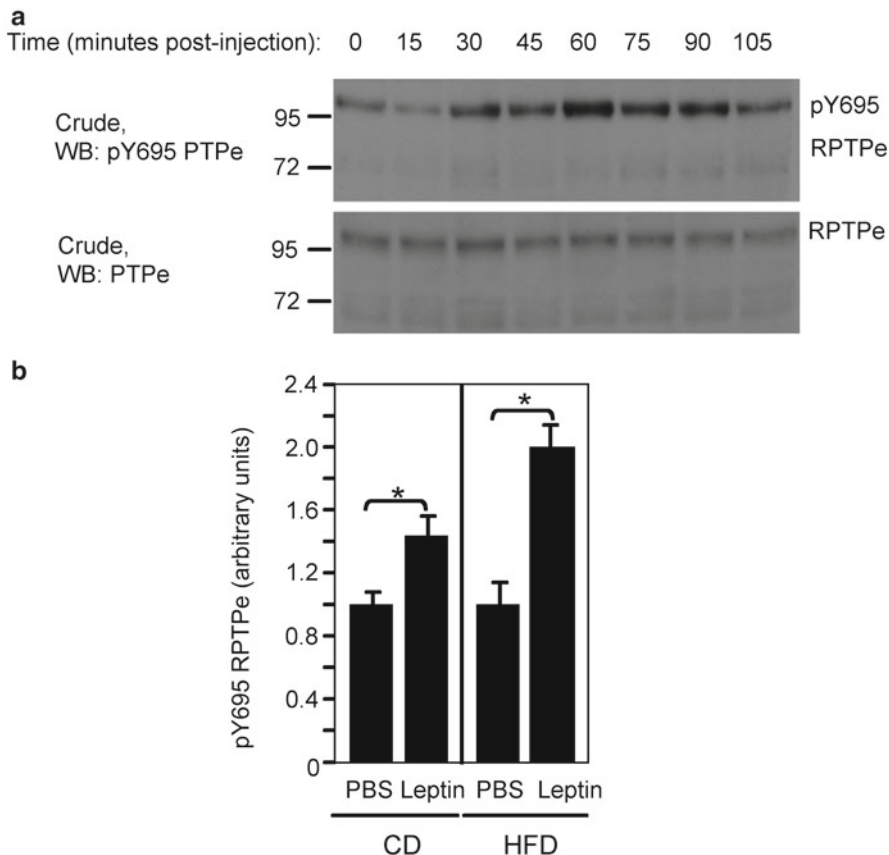 a
Time (minutes post-injection): 0 15 30 45 60 75 90 105
Crude,
WB: pY695 PTPe
95
72
pY695
RPTPe
Crude,
WB: PTPe
95
72
RPTPe
b
pY695 RPTPe (arbitrary units)
2.4
2.0
1.6
1.2
0.8
0.4
0
*
*
PBS Leptin PBS Leptin
CD HFD